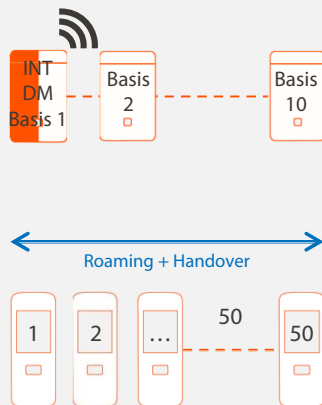 INT
DM
Basis 1
Basis
2
Basis
10
Roaming + Handover
50
1
2
...
50